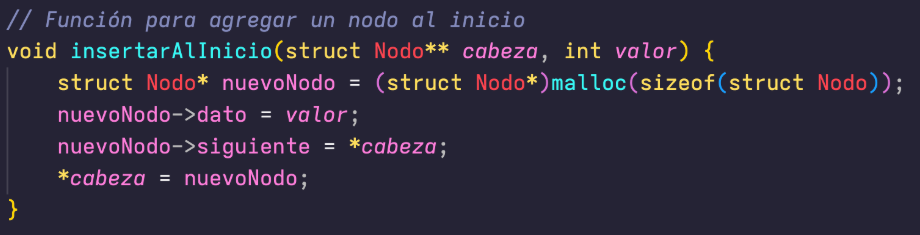 // Función para agregar un nodo al inicio
void insertarAlInicio(struct Nodo** cabeza, int valor) {
    struct Nodo* nuevoNodo = (struct Nodo*)malloc(sizeof(struct Nodo));
    nuevoNodo->dato = valor;
    nuevoNodo->siguiente = *cabeza;
    *cabeza = nuevoNodo;
}